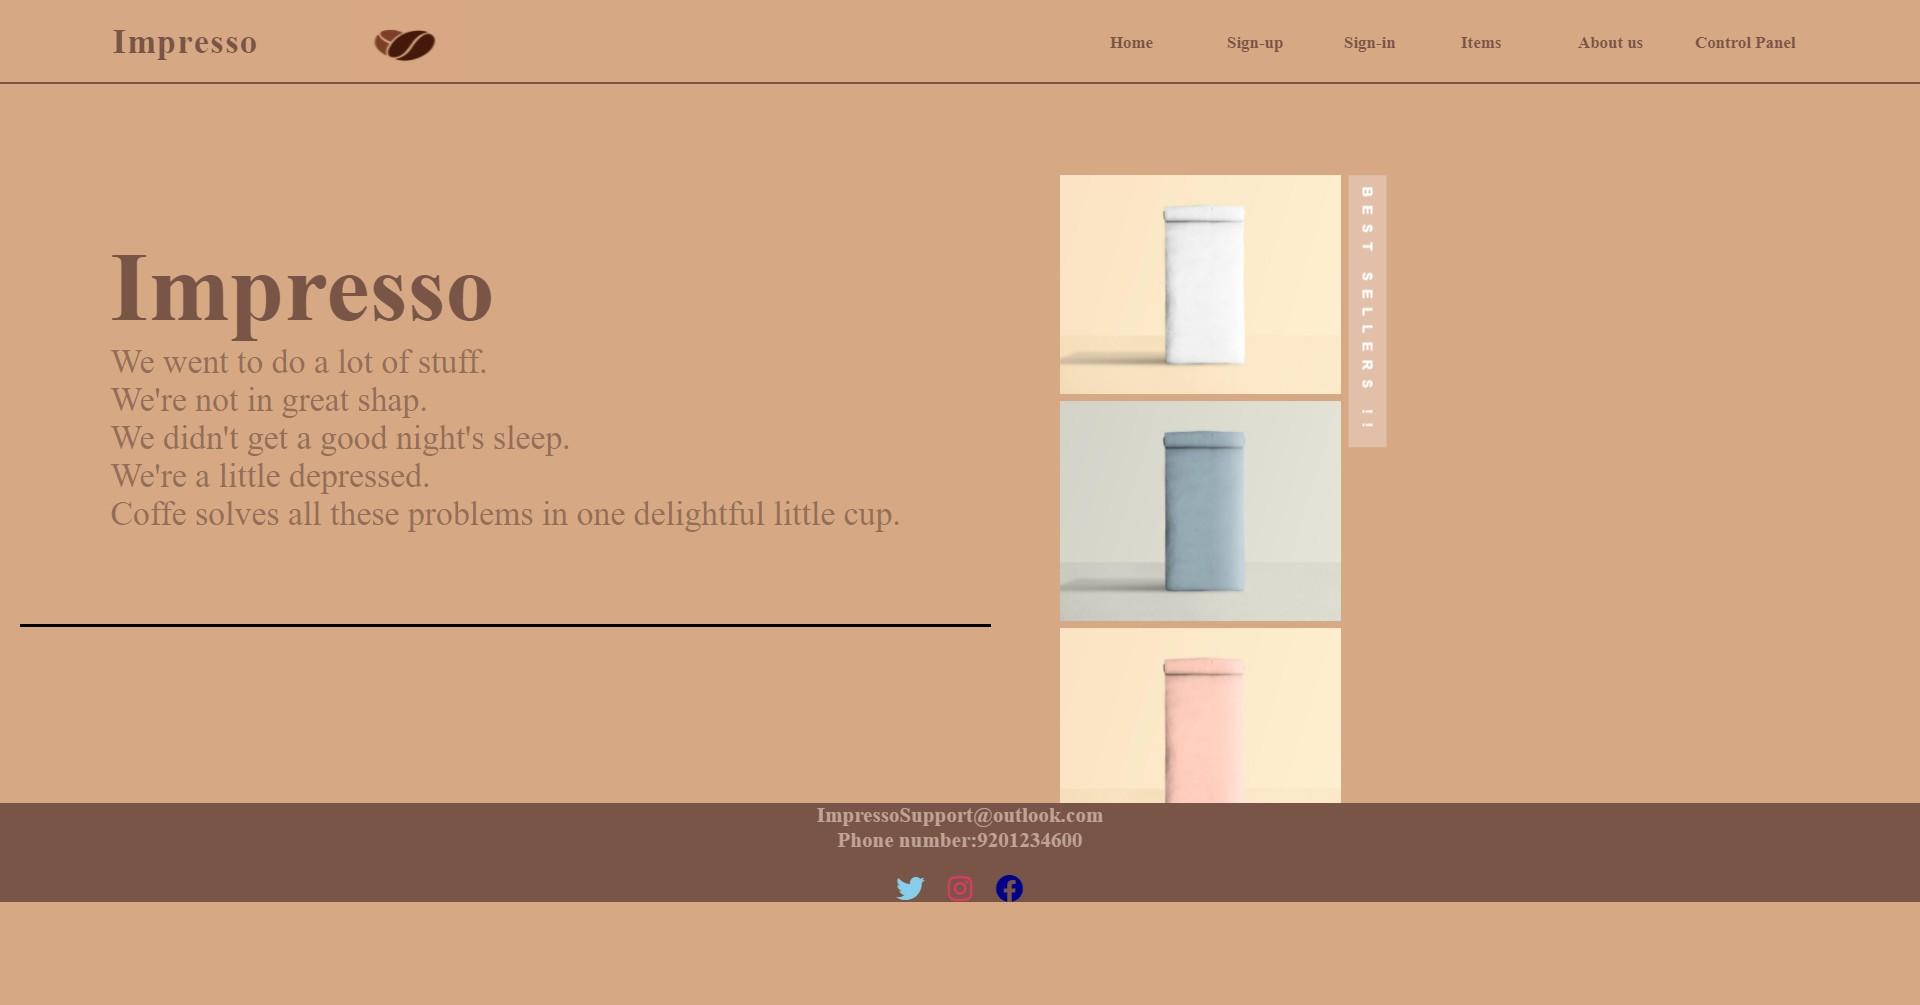 Impresso
Home Sign-up Sign-in Items About us Control Panel
Impresso
We went to do a lot of stuff.
We're not in great shap.
We didn't get a good night's sleep.
We're a little depressed.
Coffe solves all these problems in one delightful little cup.
BEST SELLERS !!
ImpressoSupport@outlook.com
Phone number:9201234600